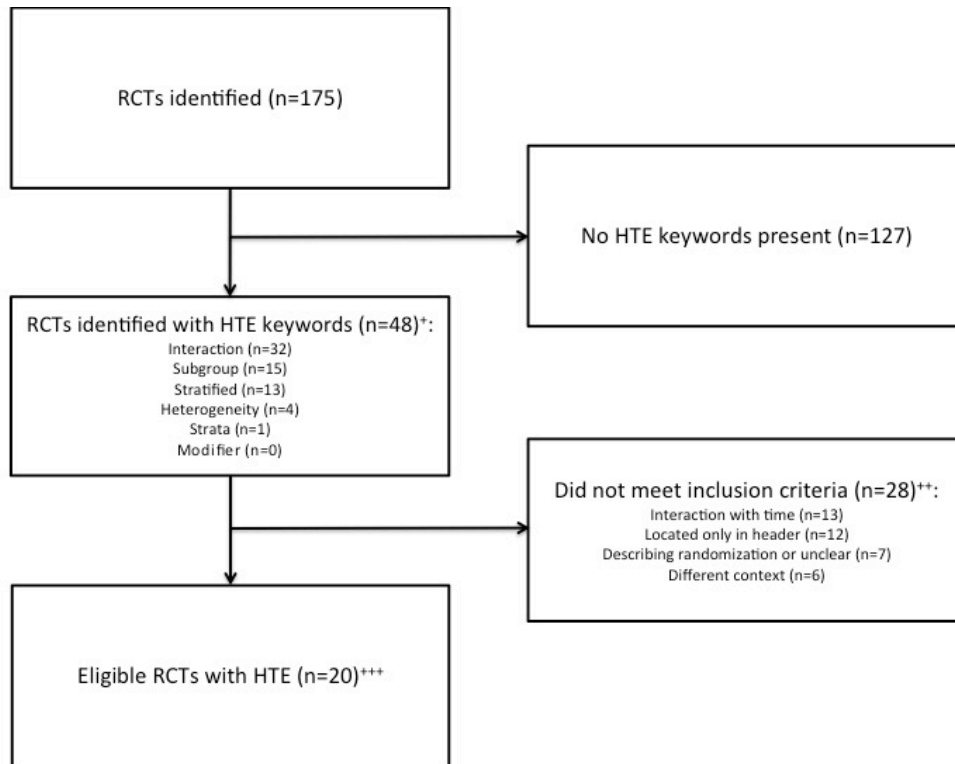 RCTs identified (n=175)
No HTE keywords present (n=127)
RCTs identified with HTE keywords (n=48)⁺:
Interaction (n=32)
Subgroup (n=15)
Stratified (n=13)
Heterogeneity (n=4)
Strata (n=1)
Modifier (n=0)
Did not meet inclusion criteria (n=28)⁺⁺:
Interaction with time (n=13)
Located only in header (n=12)
Describing randomization or unclear (n=7)
Different context (n=6)
Eligible RCTs with HTE (n=20)⁺⁺⁺